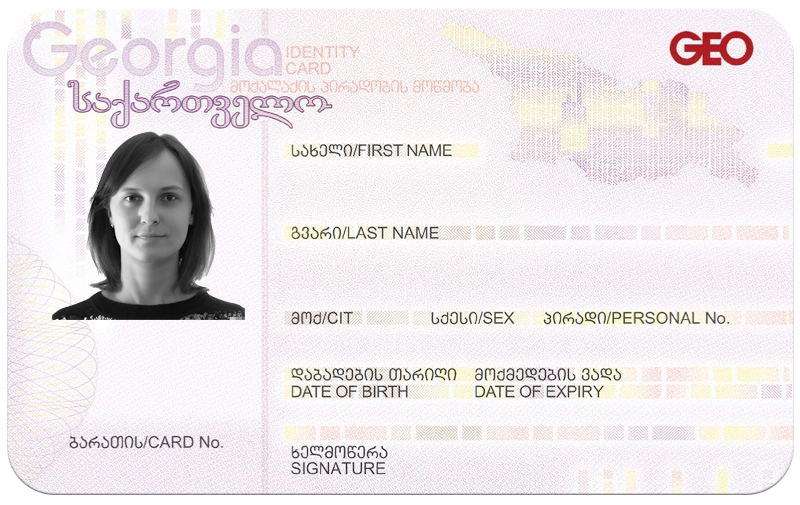 Georgia
IDENTITY
CARD
GEO
მოქალაქის პირადობის მოწმობა
საქართველო
სახელი/FIRST NAME
გვარი/LAST NAME
მოქ/CIT სქესი/SEX პირადი/PERSONAL No.
დაბადების თარიღი მოქმედების ვადა
DATE OF BIRTH DATE OF EXPIRY
ბარათის/CARD No.
ხელმოწერა
SIGNATURE